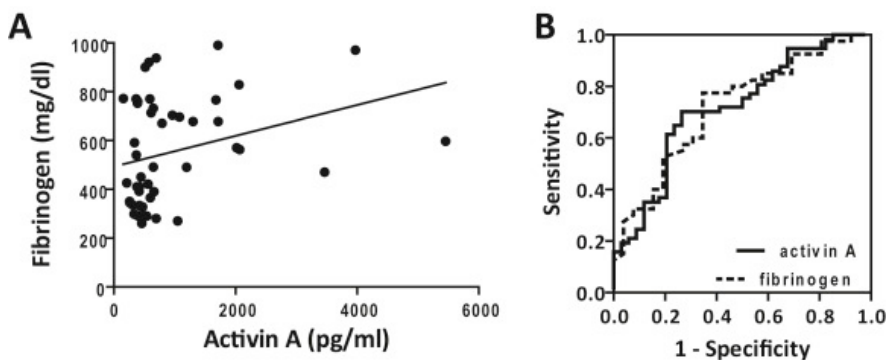 A
Fibrinogen (mg/dl)
1000
800
600
400
200
0
0
2000
4000
6000
Activin A (pg/ml)
B
Sensitivity
1.0
0.8
0.6
0.4
0.2
0.0
activin A
fibrinogen
0.0 0.2 0.4 0.6 0.8 1.0
1 - Specificity